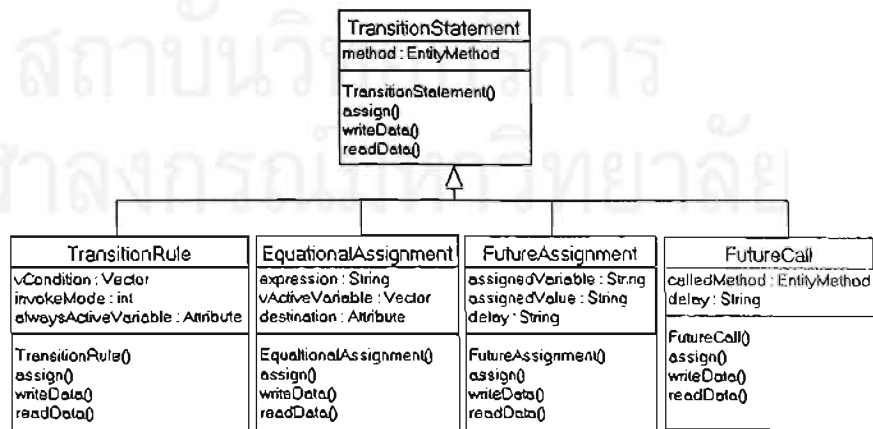 TransitionStatement
method : EntityMethod
TransitionStatement()
assign()
writeData()
readData()
TransitionRule
vCondition : Vector
invokeMode : int
alwaysActiveVariable : Attribute
TransitionRule()
assign()
writeData()
readData()
EquationalAssignment
expression : String
vActiveVariable : Vector
destination : Attribute
EqualtionalAssignment()
assign()
writeData()
readData()
FutureAssignment
assignedVariable : String
assignedValue : String
delay : String
FutureAssignment()
assign()
writeData()
readData()
FutureCall
calledMethod : EntityMethod
delay : String
FutureCall()
assign()
writeData()
readData()